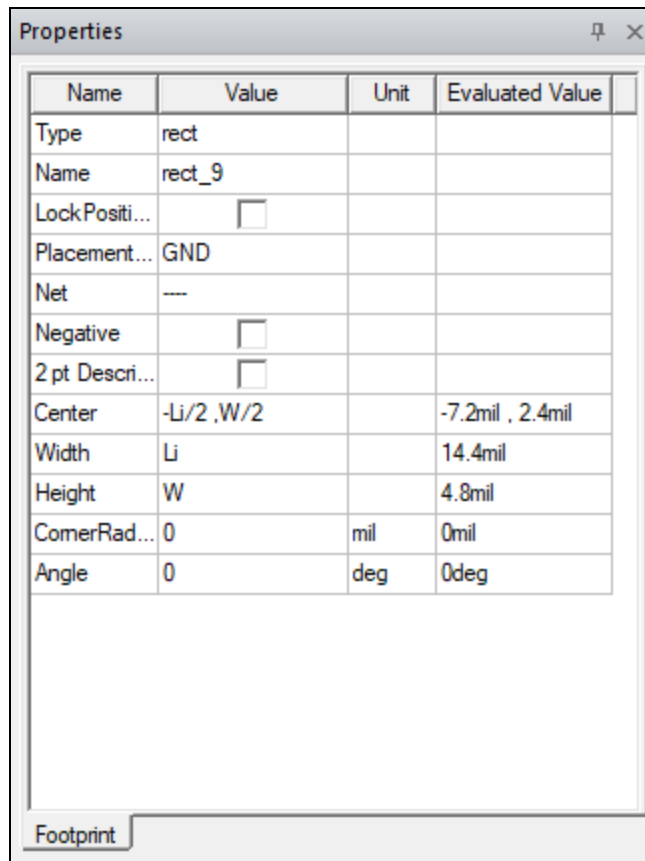 Properties
Name Value Unit Evaluated Value
Type rect
Name rect_9
LockPositi...
Placement... GND
Net ----
Negative
2 pt Descri...
Center -Li/2 ,W/2 -7.2mil , 2.4mil
Width Li 14.4mil
Height W 4.8mil
CornerRad... 0 mil 0mil
Angle 0 deg 0deg
Footprint